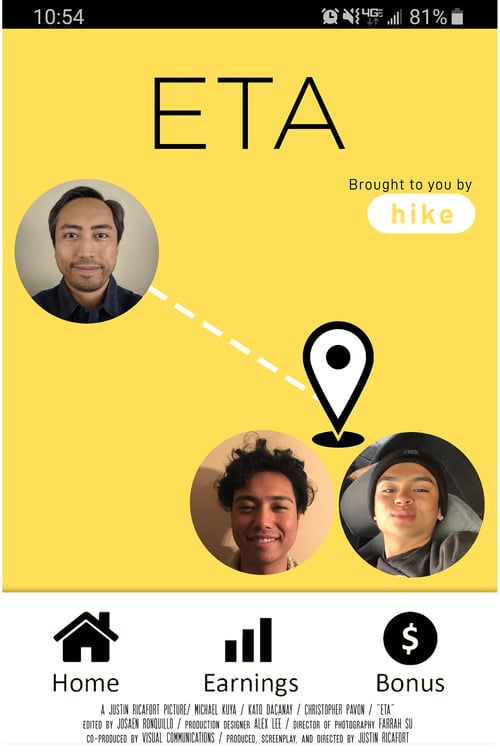 10:54 4GE 81%
ETA
Brought to you by
hike
Home Earnings Bonus
A JUSTIN RICAFORT PICTURE/ MICHAEL KUYA / KATO DACANAY / CHRISTOPHER PAVON / "ETA"
EDITED BY JOSAEN RONQUILLO / PRODUCTION DESIGNER ALEX LEE / DIRECTOR OF PHOTOGRAPHY FARRAH SU
CO-PRODUCED BY VISUAL COMMUNICATIONS / PRODUCED, SCREENPLAY, AND DIRECTED BY JUSTIN RICAFORT